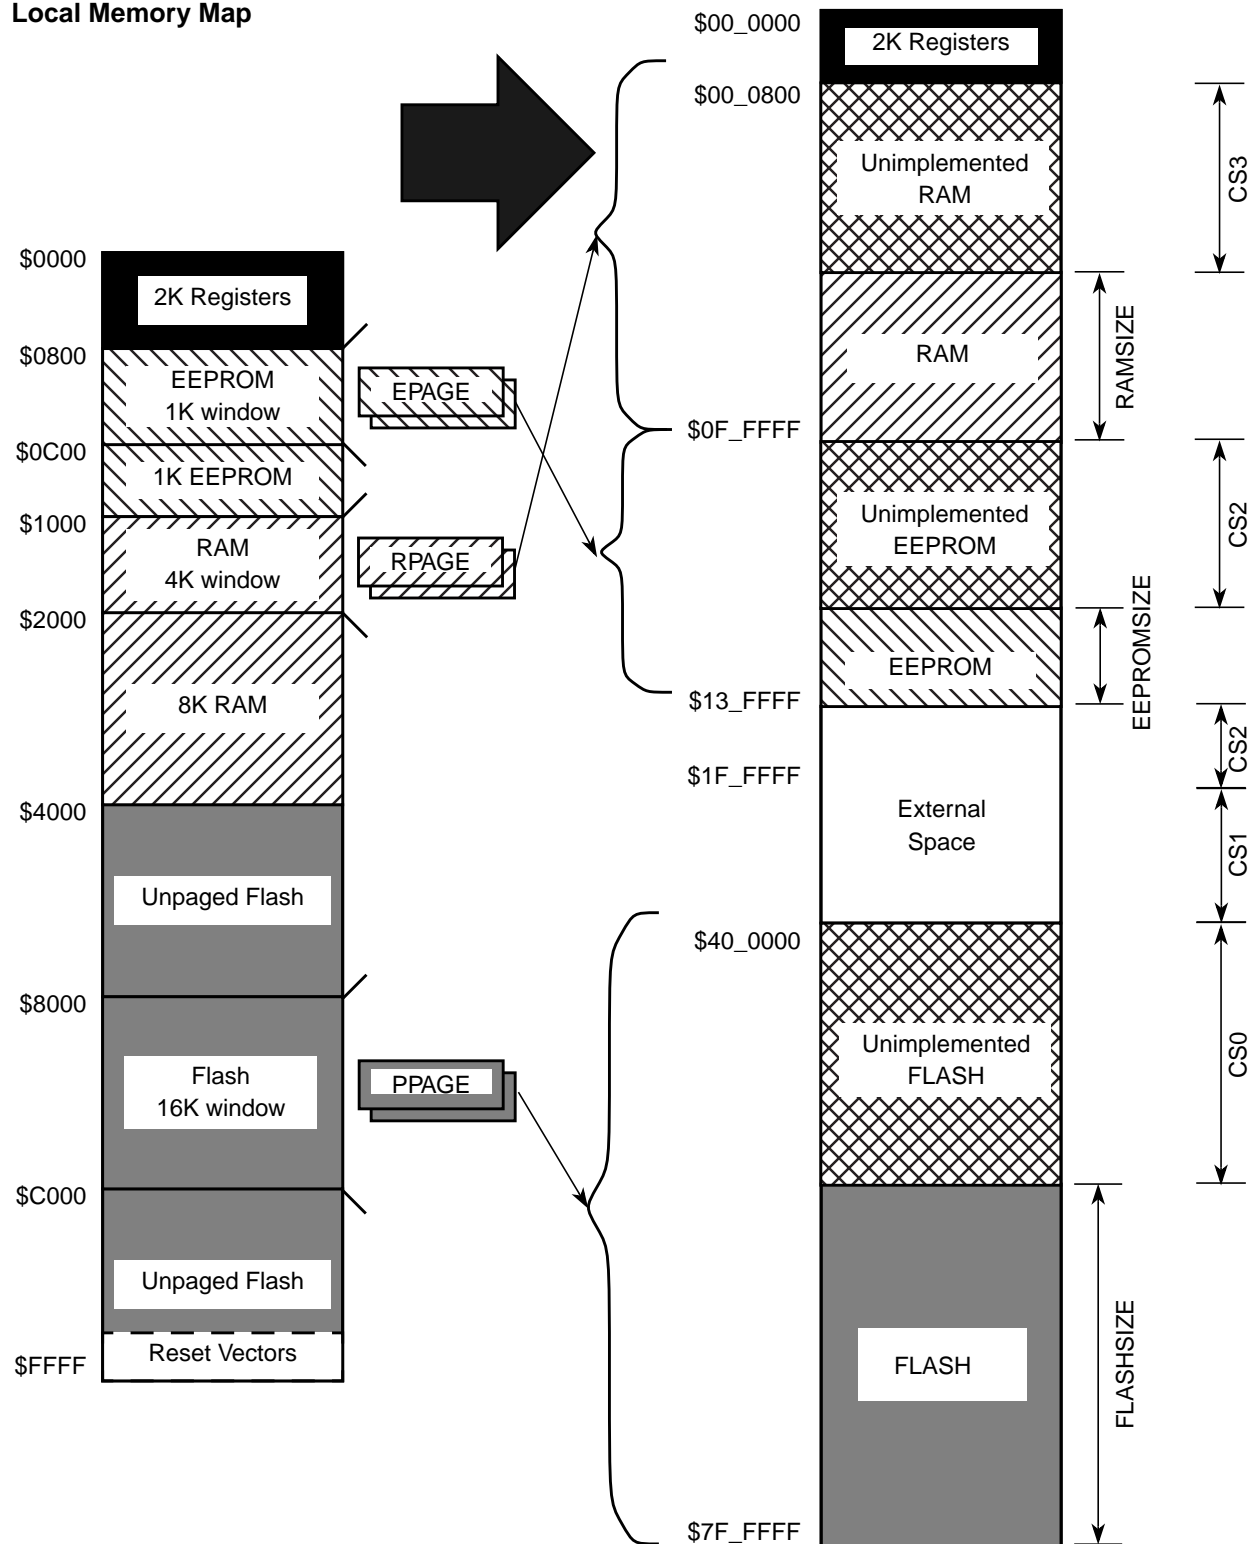 Local Memory Map
$0000
2K Registers
$0800
EEPROM
1K window
EPAGE
$0C00
1K EEPROM
$1000
RAM
4K window
RPAGE
$2000
8K RAM
$4000
Unpaged Flash
$8000
Flash
16K window
PPAGE
$C000
Unpaged Flash
Reset Vectors
$FFFF
$00_0000
2K Registers
$00_0800
Unimplemented
RAM
CS3
RAM
RAMSIZE
$0F_FFFF
Unimplemented
EEPROM
CS2
EEPROM
EEPROMSIZE
$13_FFFF
CS2
$1F_FFFF
External
Space
CS1
$40_0000
Unimplemented
FLASH
CS0
FLASH
FLASHSIZE
$7F_FFFF